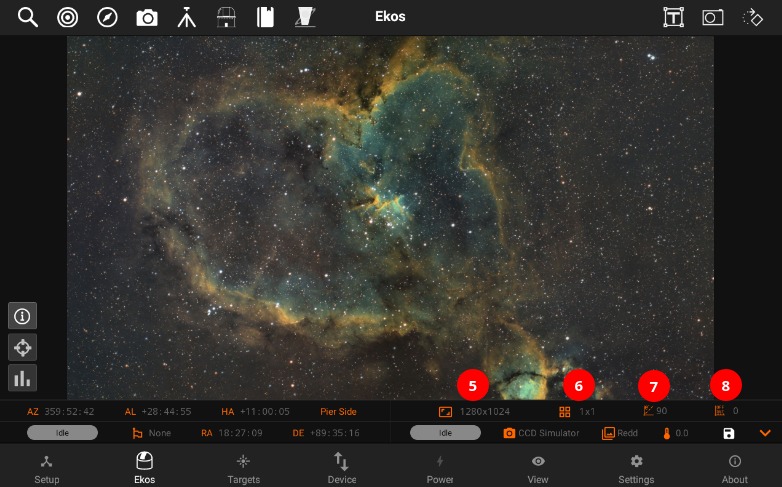 Ekos
5 6 7 8
AZ 359:52:42 AL +28:44:55 HA +11:00:05 Pier Side 1280x1024 1x1 90 0
Idle None RA 18:27:09 DE +89:35:16 Idle CCD Simulator Redd 0.0
Setup Ekos Targets Device Power View Settings About